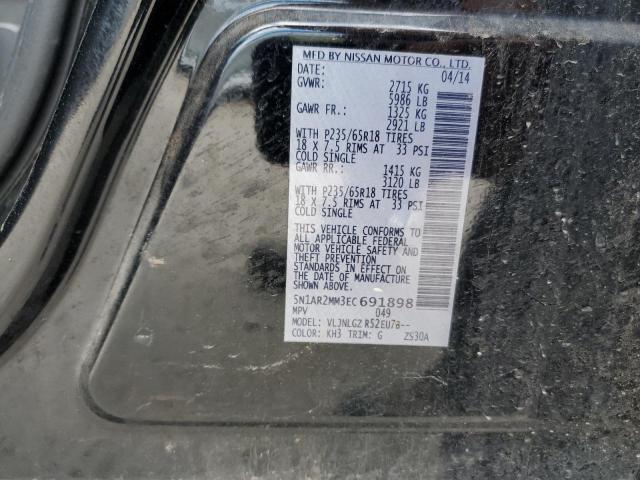 MFD BY NISSAN MOTOR CO., LTD.
DATE: 04/14
GVWR: 2715 KG
5986 LB
GAWR FR: 1325 KG
2921 LB
WITH P235/65R18 TIRES
18 X 7.5 RIMS AT 33 PSI
COLD SINGLE
GAWR RR.: 1415 KG
3120 LB
WITH P235/65R18 TIRES
18 X 7.5 RIMS AT 33 PSI
COLD SINGLE
THIS VEHICLE CONFORMS TO
ALL APPLICABLE FEDERAL
MOTOR VEHICLE SAFETY AND
THEFT PREVENTION
STANDARDS IN EFFECT ON
THE DATE OF MANUFACTURE
SHOWN ABOVE.
5N1AR2MM3EC691898
MPV 049
MODEL: VLJNLGZ R52EU78--
COLOR: KH3 TRIM: G ZS30A